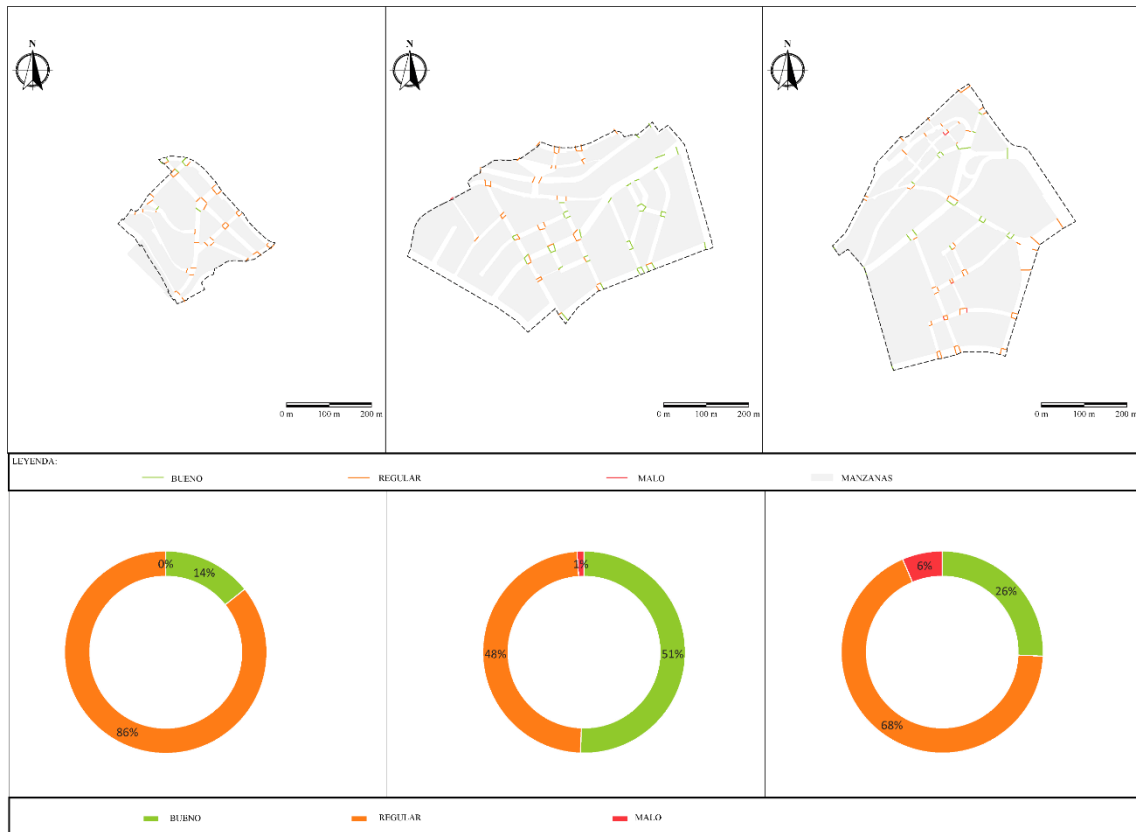 N
N
N
0 m 100 m 200 m
0 m 100 m 200 m
0 m 100 m 200 m
LEYENDA:
BUENO REGULAR MALO MANZANAS
0%
14%
86%
1%
48%
51%
6%
26%
68%
BUENO REGULAR MALO